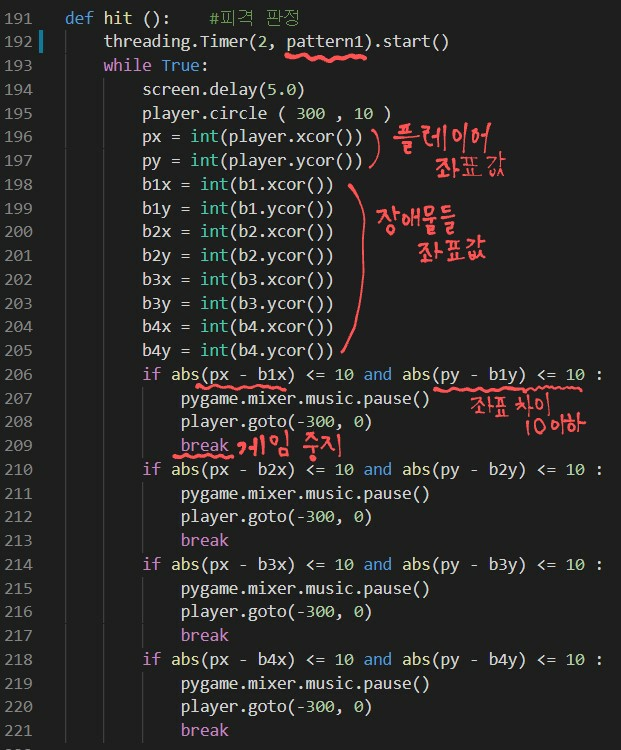 191 def hit (): #피격 판정
192 threading.Timer(2, pattern1).start()
193 while True:
194 screen.delay(5.0)
195 player.circle ( 300 , 10 )
196 px = int(player.xcor())
197 py = int(player.ycor())
플레이어
좌표값
198 b1x = int(b1.xcor())
199 b1y = int(b1.ycor())
200 b2x = int(b2.xcor())
201 b2y = int(b2.ycor())
202 b3x = int(b3.xcor())
203 b3y = int(b3.ycor())
204 b4x = int(b4.xcor())
205 b4y = int(b4.ycor())
장애물들
좌표값
206 if abs(px - b1x) <= 10 and abs(py - b1y) <= 10 :
좌표 차이
10이하
207 pygame.mixer.music.pause()
208 player.goto(-300, 0)
209 break 게임 중지
210 if abs(px - b2x) <= 10 and abs(py - b2y) <= 10 :
211 pygame.mixer.music.pause()
212 player.goto(-300, 0)
213 break
214 if abs(px - b3x) <= 10 and abs(py - b3y) <= 10 :
215 pygame.mixer.music.pause()
216 player.goto(-300, 0)
217 break
218 if abs(px - b4x) <= 10 and abs(py - b4y) <= 10 :
219 pygame.mixer.music.pause()
220 player.goto(-300, 0)
221 break